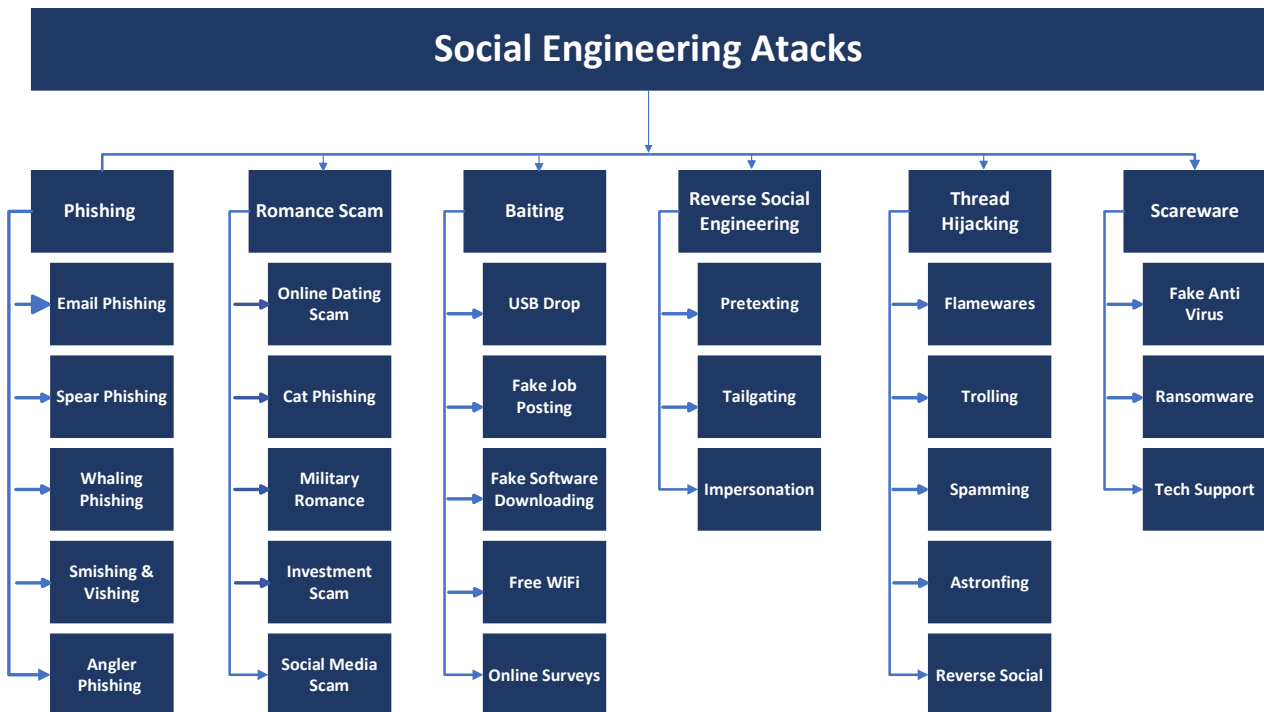 Social Engineering Atacks
Phishing
Email Phishing
Spear Phishing
Whaling
Phishing
Smishing &
Vishing
Angler
Phishing
Romance Scam
Online Dating
Scam
Cat Phishing
Military
Romance
Investment
Scam
Social Media
Scam
Baiting
USB Drop
Fake Job
Posting
Fake Software
Downloading
Free WiFi
Online Surveys
Reverse Social
Engineering
Pretexting
Tailgating
Impersonation
Thread
Hijacking
Flamewares
Trolling
Spamming
Astronfing
Reverse Social
Scareware
Fake Anti
Virus
Ransomware
Tech Support